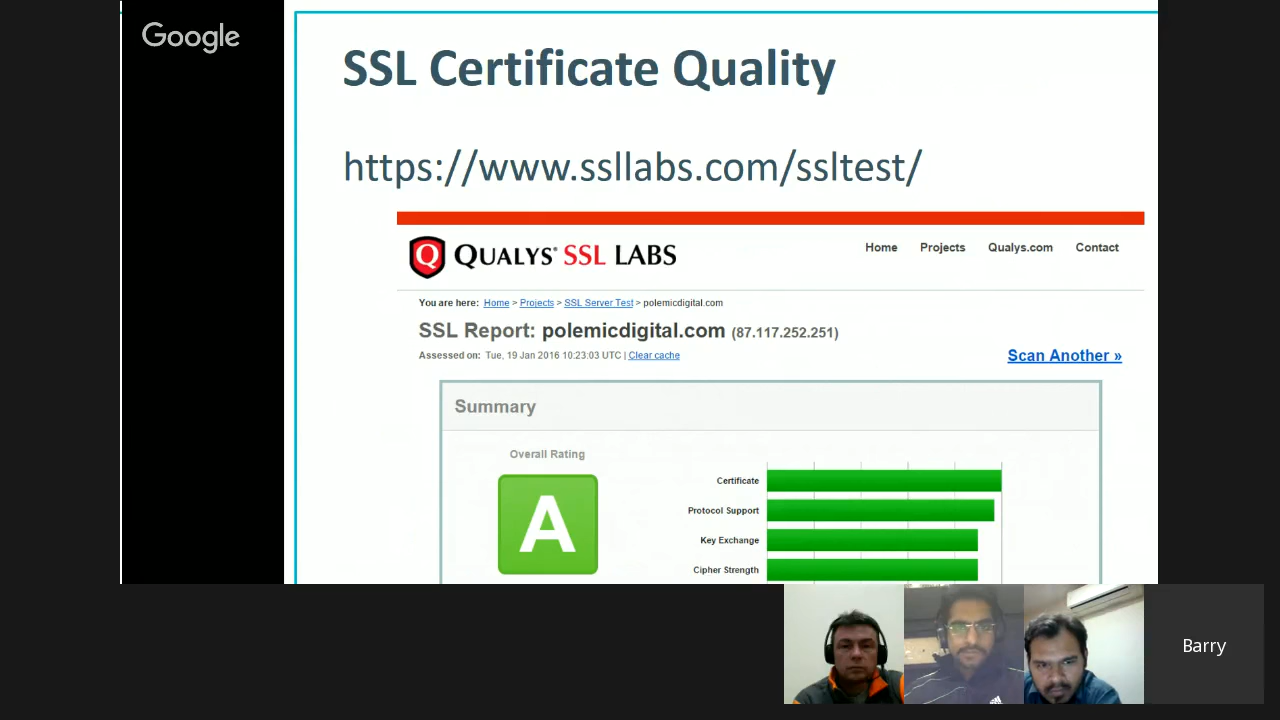 Google
SSL Certificate Quality
https://www.ssllabs.com/ssltest/
Q QUALYS® SSL LABS
Home Projects Qualys.com Contact
You are here: Home > Projects > SSL Server Test > polemicdigital.com
SSL Report: polemicdigital.com (87.117.252.251)
Assessed on: Tue, 19 Jan 2016 10:23:03 UTC | Clear cache
Scan Another »
Summary
Overall Rating
A
Certificate
Protocol Support
Key Exchange
Cipher Strength
Barry